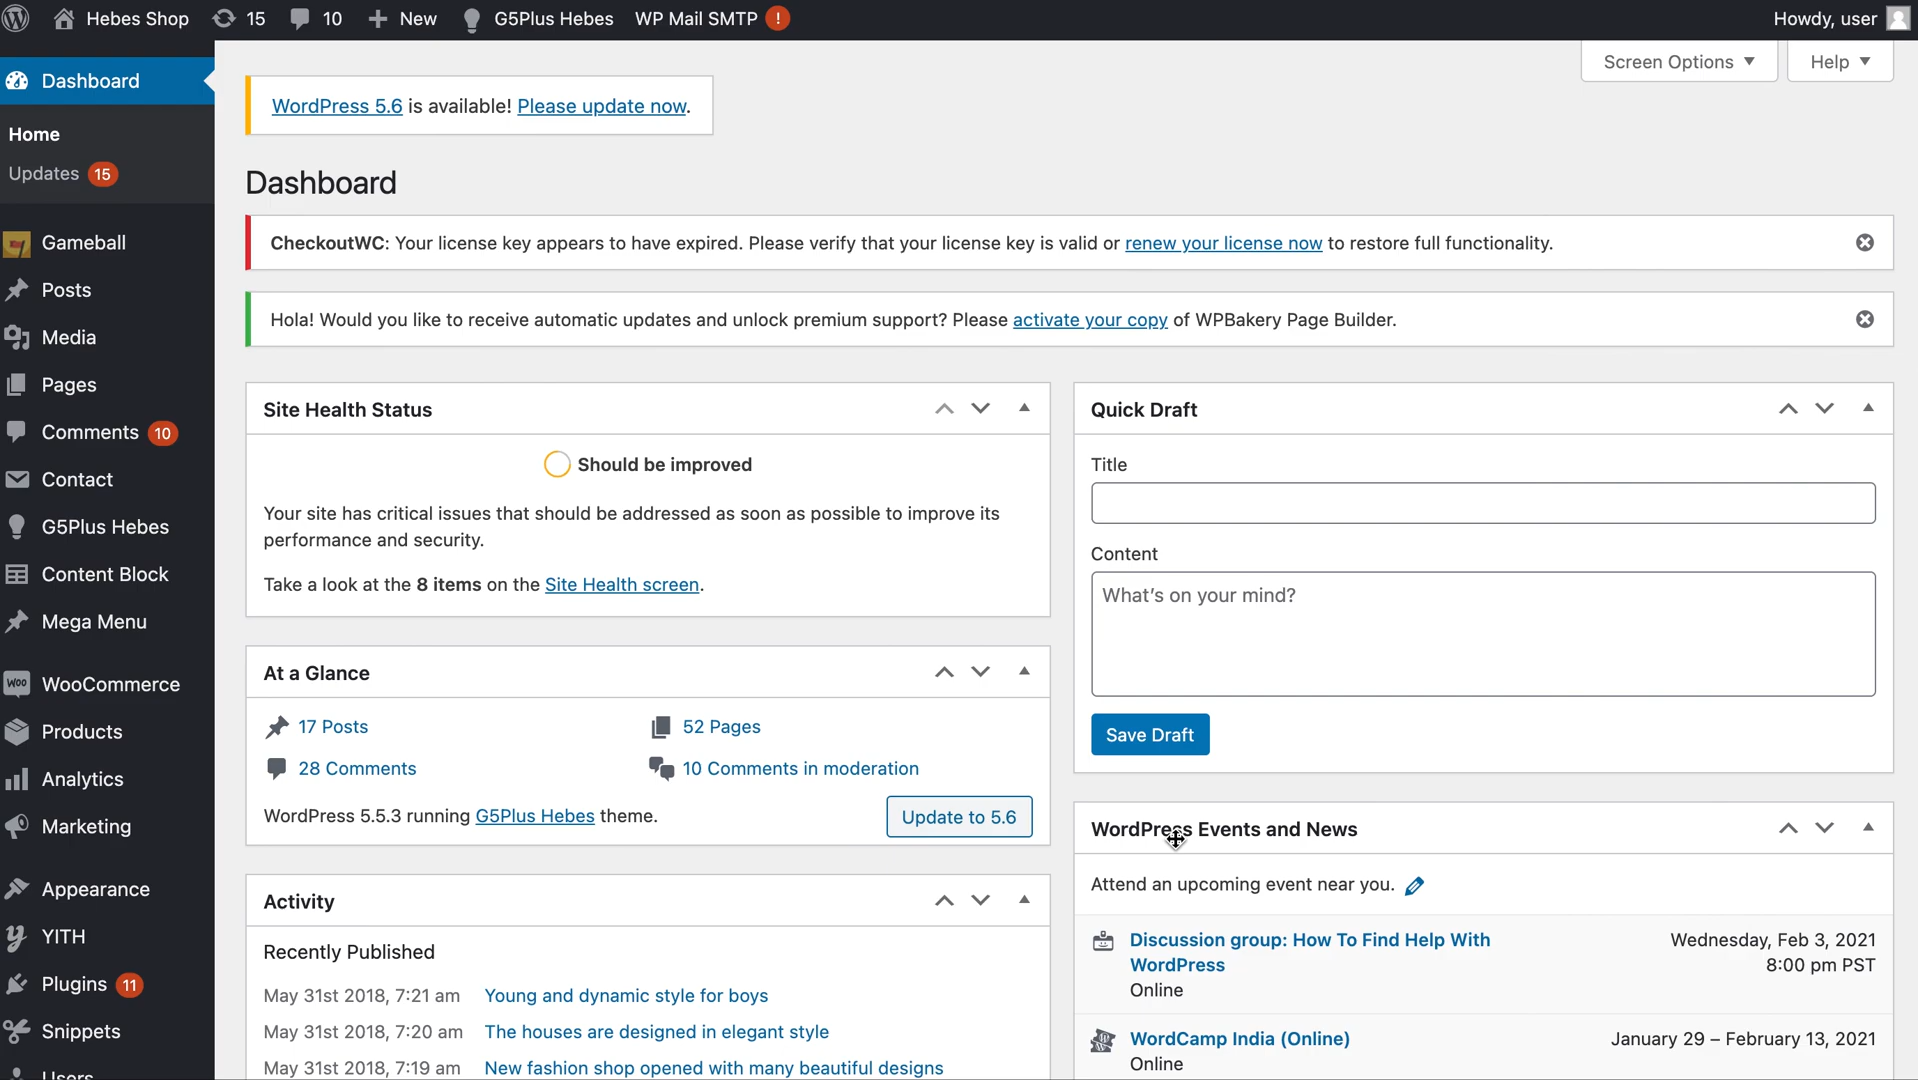 Hebes Shop 15 10 New G5Plus Hebes WP Mail SMTP ! Howdy, user
Dashboard
Home
Updates 15
Gameball
Posts
Media
Pages
Comments 10
Contact
G5Plus Hebes
Content Block
Mega Menu
WooCommerce
Products
Analytics
Marketing
Appearance
YITH
Plugins 11
Snippets
Users
Screen Options Help
WordPress 5.6 is available! Please update now.
Dashboard
CheckoutWC: Your license key appears to have expired. Please verify that your license key is valid or renew your license now to restore full functionality.
Hola! Would you like to receive automatic updates and unlock premium support? Please activate your copy of WPBakery Page Builder.
Site Health Status
Should be improved
Your site has critical issues that should be addressed as soon as possible to improve its
performance and security.
Take a look at the 8 items on the Site Health screen.
At a Glance
17 Posts 52 Pages
28 Comments 10 Comments in moderation
WordPress 5.5.3 running G5Plus Hebes theme. Update to 5.6
Activity
Recently Published
May 31st 2018, 7:21 am Young and dynamic style for boys
May 31st 2018, 7:20 am The houses are designed in elegant style
May 31st 2018, 7:19 am New fashion shop opened with many beautiful designs
Quick Draft
Title
Content
What's on your mind?
Save Draft
WordPress Events and News
Attend an upcoming event near you.
Discussion group: How To Find Help With Wednesday, Feb 3, 2021
WordPress 8:00 pm PST
Online
WordCamp India (Online) January 29 – February 13, 2021
Online